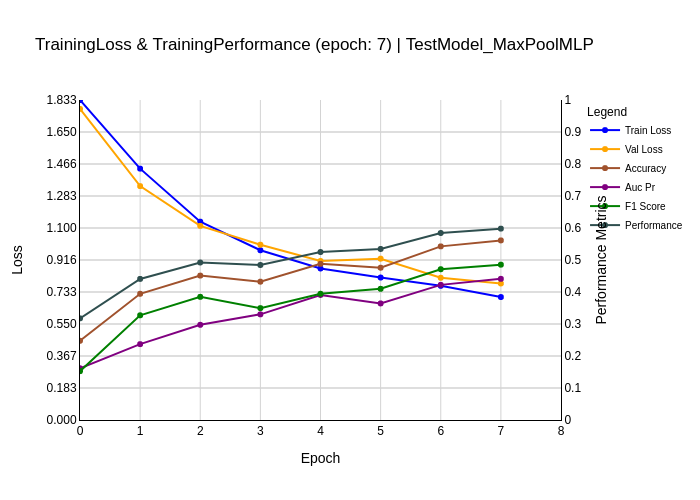 TrainingLoss & TrainingPerformance (epoch: 7) | TestModel_MaxPoolMLP
Legend
Train Loss
Val Loss
Accuracy
Auc Pr
F1 Score
Performance
1.833
1.650
1.466
1.283
1.100
0.916
0.733
0.550
0.367
0.183
0.000
Loss
1
0.9
0.8
0.7
0.6
0.5
0.4
0.3
0.2
0.1
0
Performance Metrics
0 1 2 3 4 5 6 7 8
Epoch